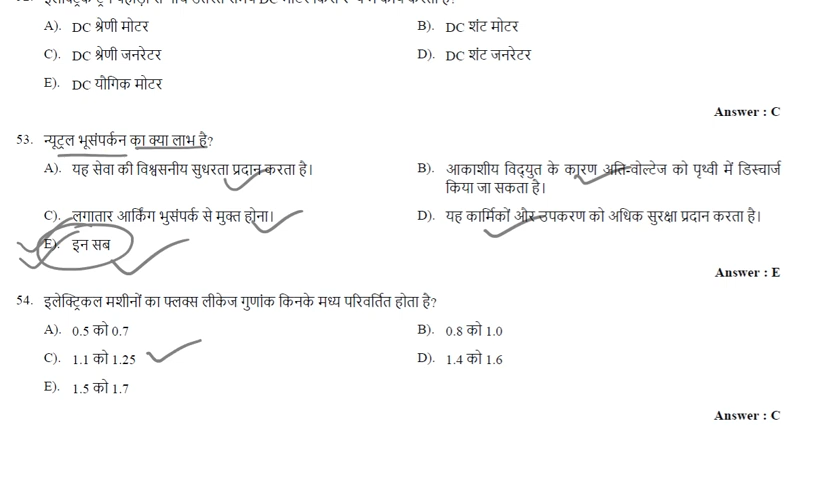 A). DC श्रेणी मोटर
B). DC शंट मोटर
C). DC श्रेणी जनरेटर
D). DC शंट जनरेटर
E). DC यौगिक मोटर
Answer : C
53. न्यूट्रल भूसंपर्कन का क्या लाभ है?
A). यह सेवा की विश्वसनीय सुधरता प्रदान करता है।
B). आकाशीय विद्युत के कारण अति-वोल्टेज को पृथ्वी में डिस्चार्ज
किया जा सकता है।
C). लगातार आर्किंग भुसंपर्क से मुक्त होना।
D). यह कार्मिकों और उपकरण को अधिक सुरक्षा प्रदान करता है।
E). इन सब
Answer : E
54. इलेक्ट्रिकल मशीनों का फ्लक्स लीकेज गुणांक किनके मध्य परिवर्तित होता है?
A). 0.5 को 0.7
B). 0.8 को 1.0
C). 1.1 को 1.25
D). 1.4 को 1.6
E). 1.5 को 1.7
Answer : C